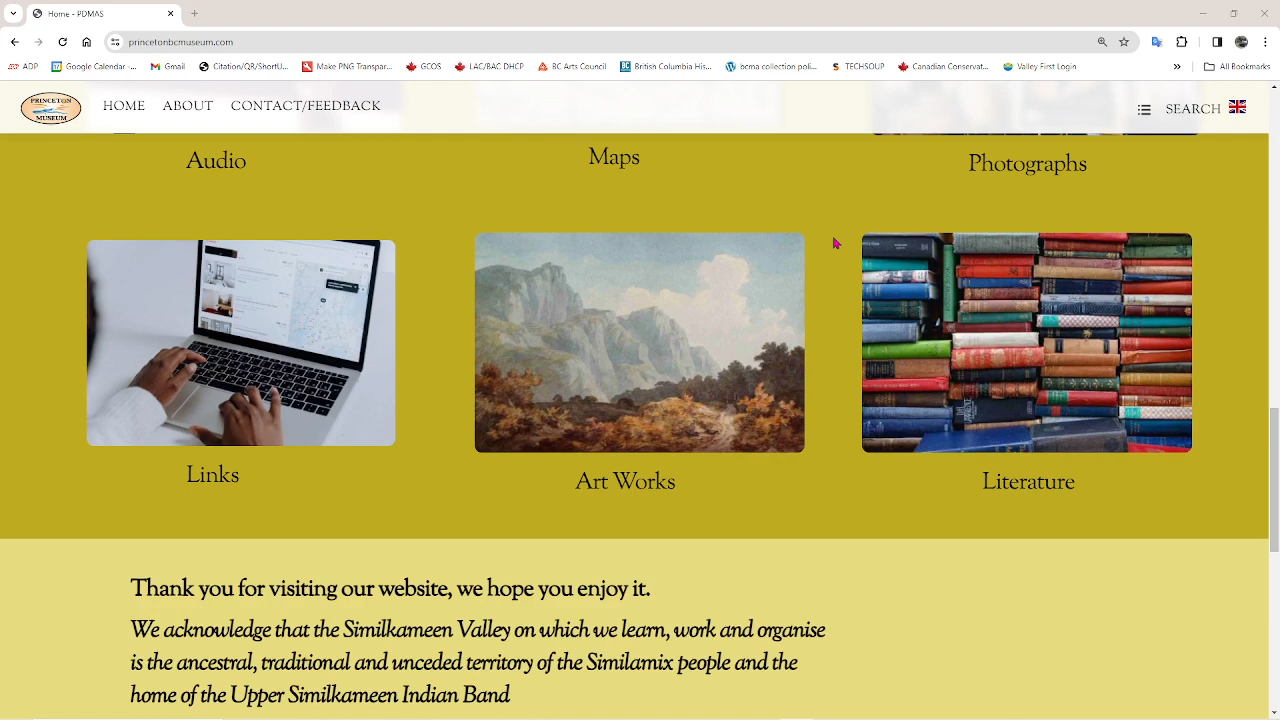 Home - PDMAS
princetonbcmuseum.com
ADP
Google Calendar -...
Gmail
Citation/QR/ShortU...
Make PNG Transpar...
GCOS
LAC/BAC DHCP
BC Arts Council
British Columbia His...
bcnea collection poli...
TECHSOUP
Canadian Conservat...
Valley First Login
»
All Bookmarks
PRINCETON
MUSEUM
HOME
ABOUT
CONTACT/FEEDBACK
SEARCH
Audio
Maps
Photographs
Links
Art Works
Literature
Thank you for visiting our website, we hope you enjoy it.
We acknowledge that the Similkameen Valley on which we learn, work and organise
is the ancestral, traditional and unceded territory of the Similamix people and the
home of the Upper Similkameen Indian Band